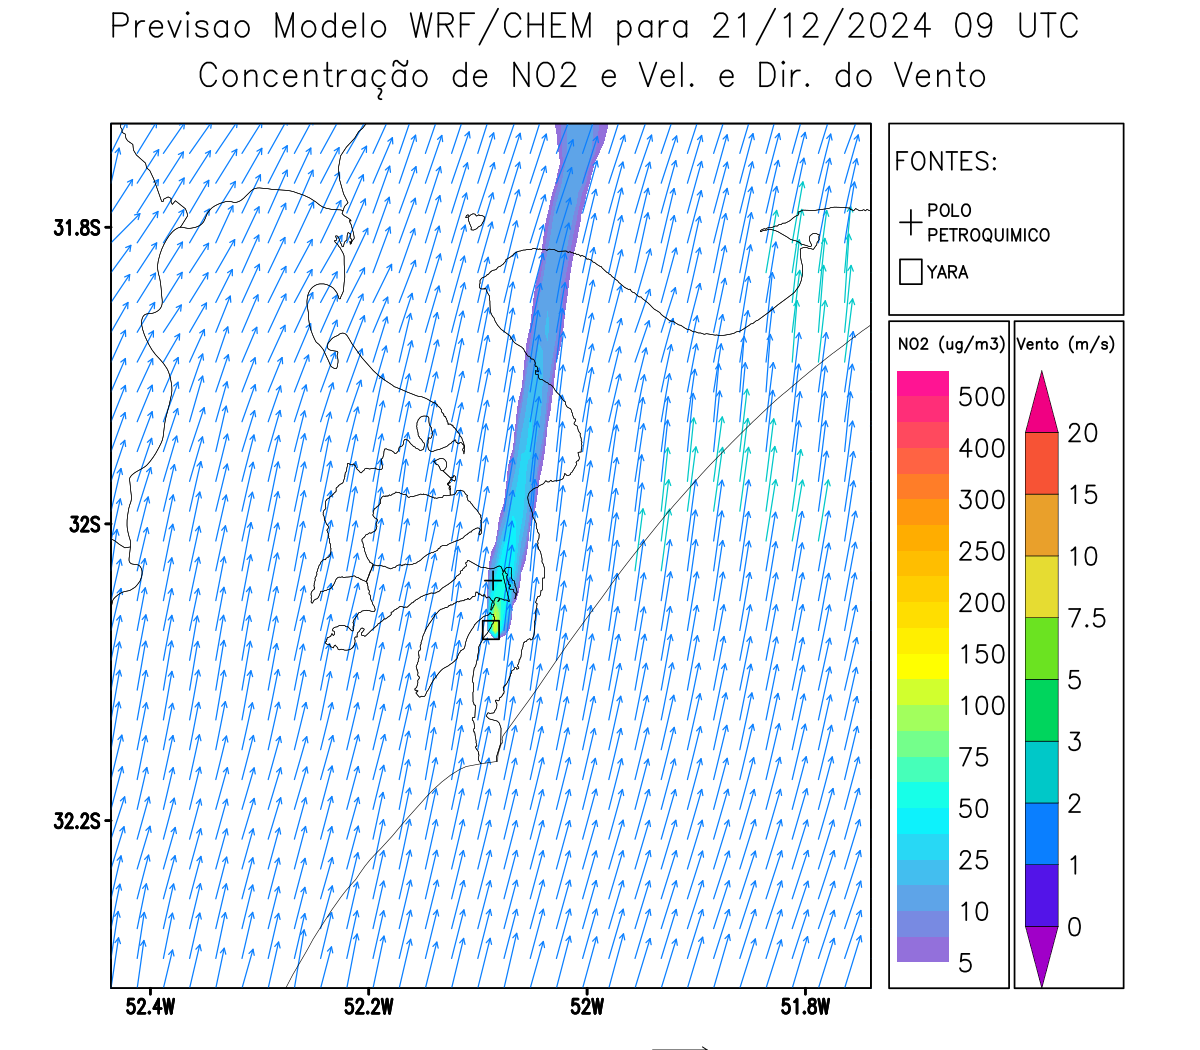 Previsao Modelo WRF/CHEM para 21/12/2024 09 UTC
Concentração de NO2 e Vel. e Dir. do Vento
FONTES:
POLO
PETROQUIMICO
YARA
NO2 (ug/m3)
500
400
300
250
200
150
100
75
50
25
10
5
Vento (m/s)
20
15
10
7.5
5
3
2
1
0
31.8S
32S
32.2S
52.4W 52.2W 52W 51.8W